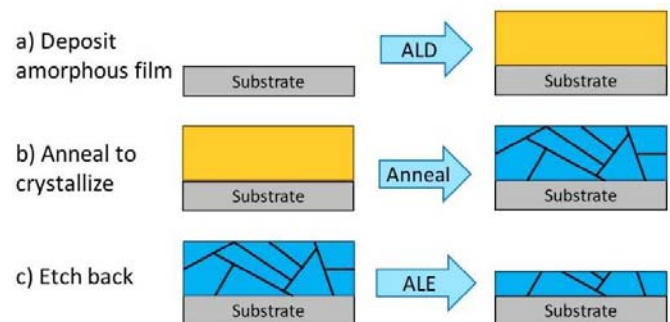 a) Deposit
amorphous film
Substrate
ALD
Substrate
b) Anneal to
crystallize
Substrate
Anneal
Substrate
c) Etch back
Substrate
ALE
Substrate